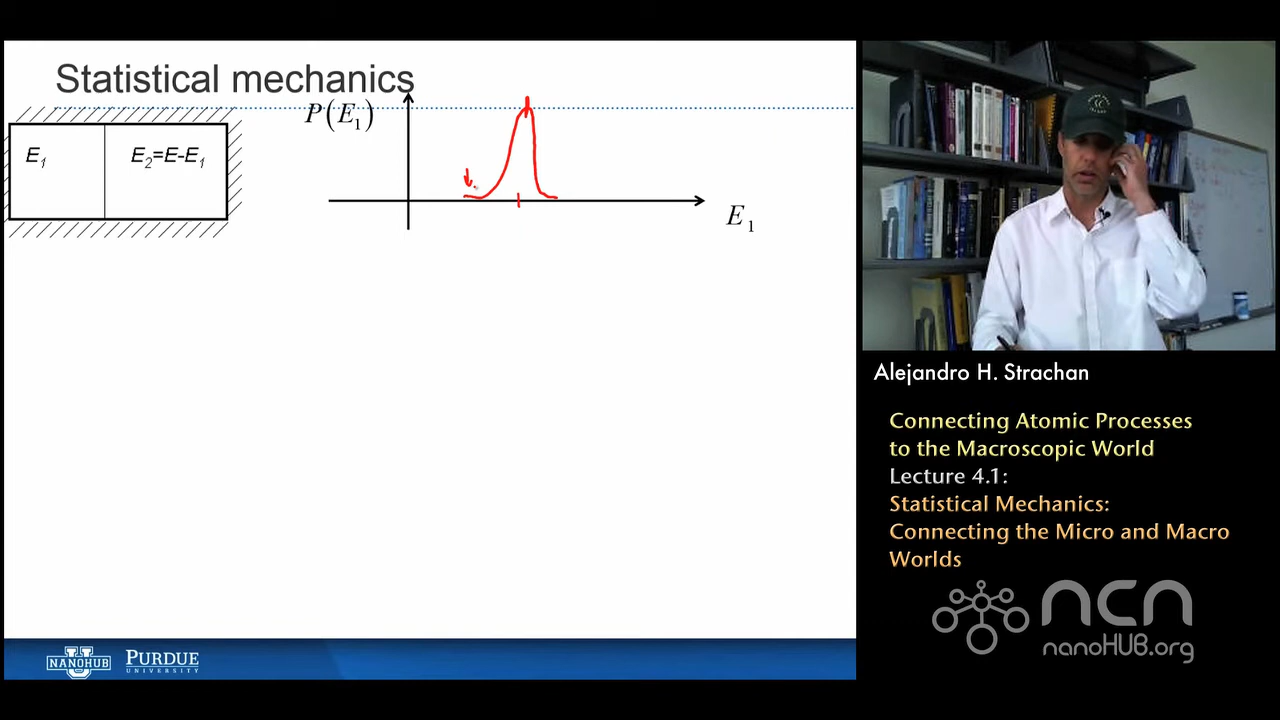 Statistical mechanics
P(E₁)
E₁
E₂=E-E₁
E₁
Alejandro H. Strachan
Connecting Atomic Processes
to the Macroscopic World
Lecture 4.1:
Statistical Mechanics:
Connecting the Micro and Macro
Worlds
ncn
nanoHUB.org
NANOHUB
PURDUE
UNIVERSITY